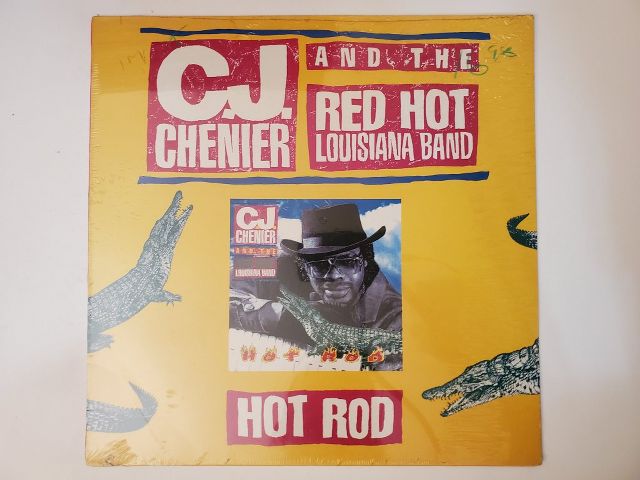 C.J.
CHENIER
AND THE
RED HOT
LOUISIANA BAND
C.J.
CHENIER
AND THE
LOUISIANA BAND
HOT ROD
HOT ROD